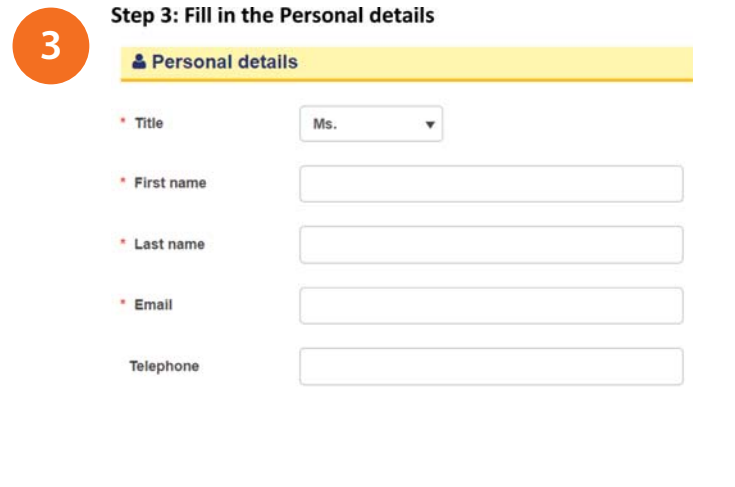 3
Step 3: Fill in the Personal details
Personal details
* Title
Ms.
* First name
* Last name
* Email
Telephone